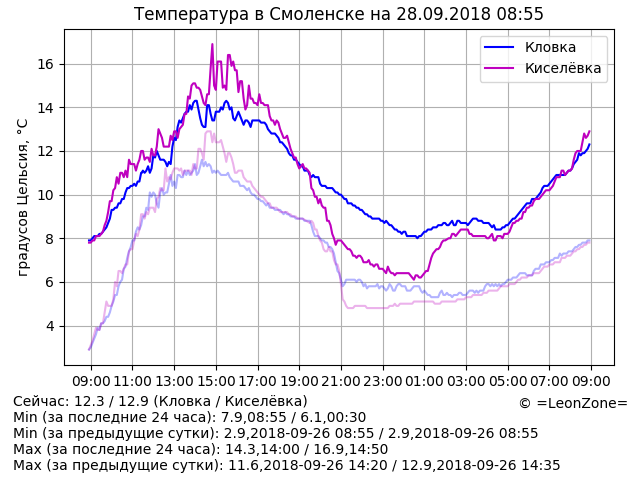 Температура в Смоленске на 28.09.2018 08:55
Кловка
Киселёвка
градусов Цельсия, °C
16
14
12
10
8
6
4
09:00 11:00 13:00 15:00 17:00 19:00 21:00 23:00 01:00 03:00 05:00 07:00 09:00
Сейчас: 12.3 / 12.9 (Кловка / Киселёвка)
© =LeonZone=
Min (за последние 24 часа): 7.9,08:55 / 6.1,00:30
Min (за предыдущие сутки): 2.9,2018-09-26 08:55 / 2.9,2018-09-26 08:55
Max (за последние 24 часа): 14.3,14:00 / 16.9,14:50
Max (за предыдущие сутки): 11.6,2018-09-26 14:20 / 12.9,2018-09-26 14:35